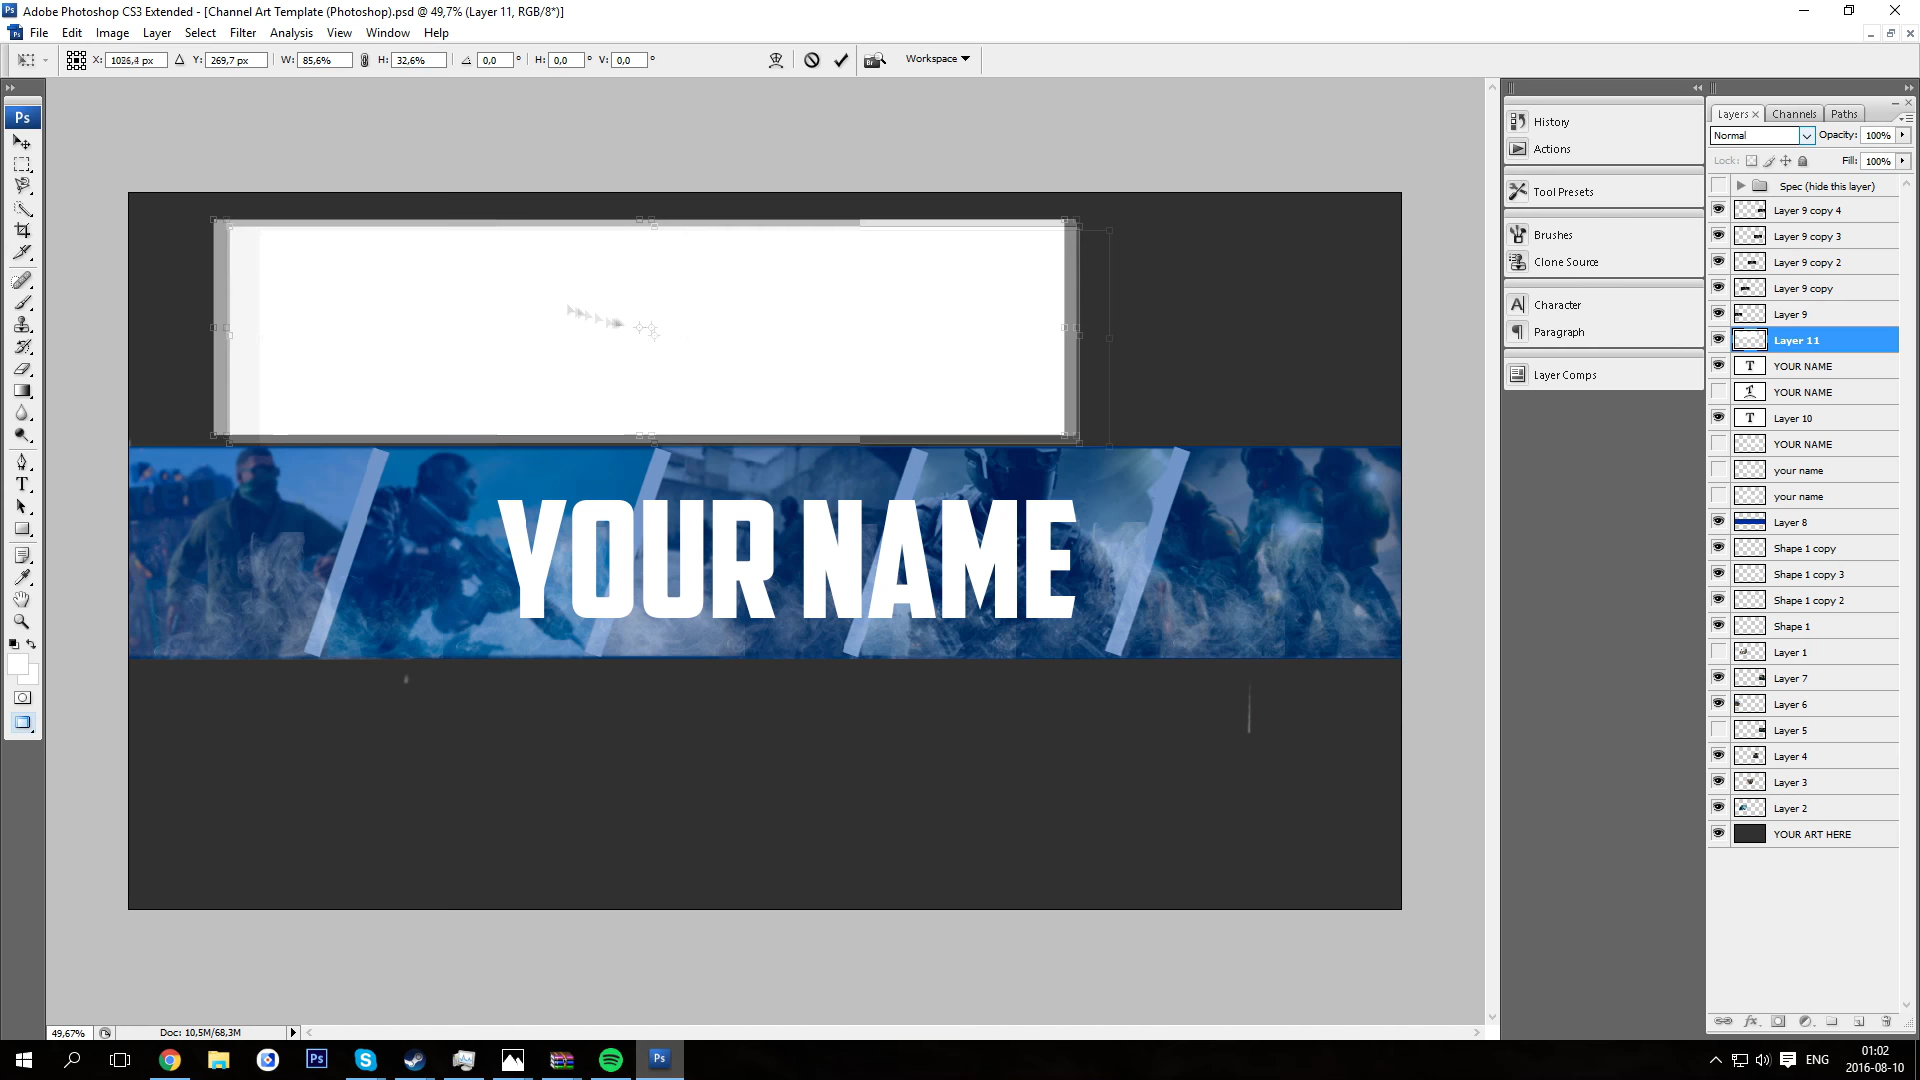 Adobe Photoshop CS3 Extended - [Channel Art Template (Photoshop).psd @ 49,7% (Layer 11, RGB/8*)]
File Edit Image Layer Select Filter Analysis View Window Help
X: 1026,4 px Y: 269,7 px W: 85,6% H: 32,6% 0,0 ° H: 0,0 ° V: 0,0 ° Workspace
Ps
History
Actions
Tool Presets
Brushes
Clone Source
Character
Paragraph
Layer Comps
Layers Channels Paths
Normal Opacity: 100%
Lock: Fill: 100%
Spec (hide this layer)
Layer 9 copy 4
Layer 9 copy 3
Layer 9 copy 2
Layer 9 copy
Layer 9
Layer 11
YOUR NAME
YOUR NAME
Layer 10
YOUR NAME
your name
your name
Layer 8
Shape 1 copy
Shape 1 copy 3
Shape 1 copy 2
Shape 1
Layer 1
Layer 7
Layer 6
Layer 5
Layer 4
Layer 3
Layer 2
YOUR ART HERE
YOUR NAME
49,67% Doc: 10,5M/68,3M
ENG
01:02
2016-08-10